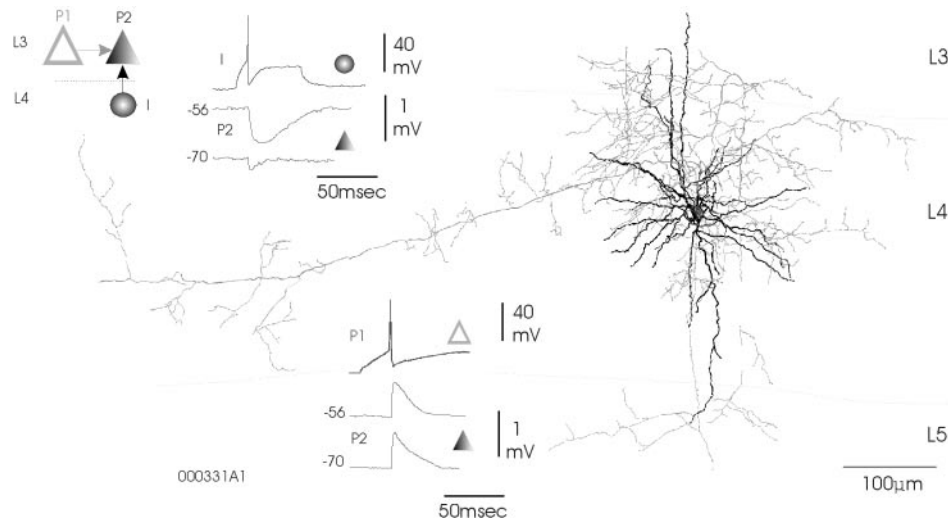 P1 P2
L3
L4
I
I
40
mV
-56
P2
1
mV
-70
50msec
L3
L4
P1
40
mV
-56
P2
1
mV
-70
L5
000331A1
50msec
100µm